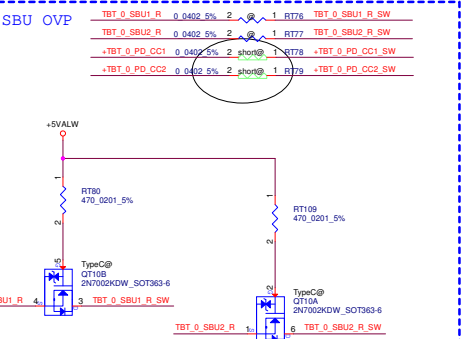 SBU OVP
TBT_0_SBU1_R 0_0402_5% 2 @ 1 RT76 TBT_0_SBU1_R_SW
TBT_0_SBU2_R 0_0402_5% 2 @ 1 RT77 TBT_0_SBU2_R_SW
+TBT_0_PD_CC1 0_0402_5% 2 short@ 1 RT78 +TBT_0_PD_CC1_SW
+TBT_0_PD_CC2 0_0402_5% 2 short@ 1 RT79 +TBT_0_PD_CC2_SW
+5VALW
1
RT80
470_0201_5%
2
1
RT109
470_0201_5%
2
5
TypeC@
QT10B
2N7002KDW_SOT363-6
SBU1_R 4 3 TBT_0_SBU1_R_SW
2
TypeC@
QT10A
2N7002KDW_SOT363-6
TBT_0_SBU2_R 1 6 TBT_0_SBU2_R_SW